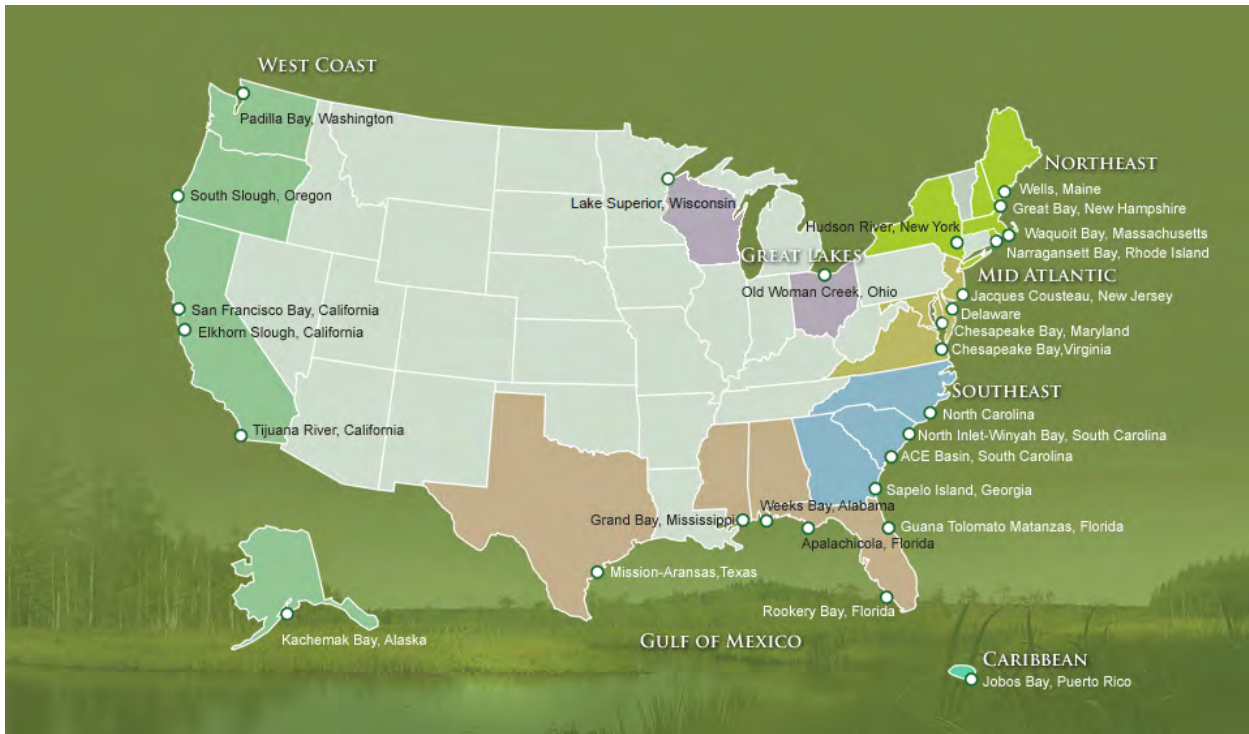 WEST COAST
Padilla Bay, Washington
South Slough, Oregon
San Francisco Bay, California
Elkhorn Slough, California
Tijuana River, California
Kachemak Bay, Alaska
Lake Superior, Wisconsin
GREAT LAKES
Old Woman Creek, Ohio
NORTHEAST
Wells, Maine
Great Bay, New Hampshire
Hudson River, New York
Waquoit Bay, Massachusetts
Narragansett Bay, Rhode Island
MID ATLANTIC
Jacques Cousteau, New Jersey
Delaware
Chesapeake Bay, Maryland
Chesapeake Bay,Virginia
SOUTHEAST
North Carolina
North Inlet-Winyah Bay, South Carolina
ACE Basin, South Carolina
Sapelo Island, Georgia
Guana Tolomato Matanzas, Florida
Weeks Bay, Alabama
Grand Bay, Mississippi
Apalachicola, Florida
Mission-Aransas,Texas
Rookery Bay, Florida
GULF OF MEXICO
CARIBBEAN
Jobos Bay, Puerto Rico